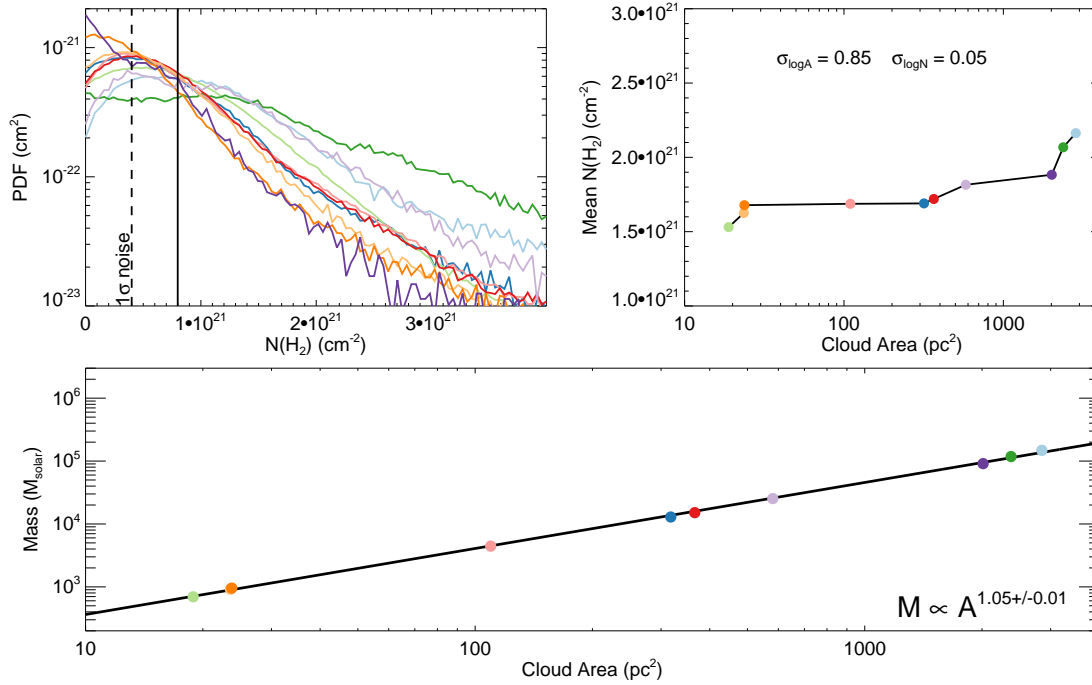 10⁻²¹
10⁻²²
10⁻²³
PDF (cm²)
1σ noise
0
1•10²¹
2•10²¹
3•10²¹
N(H₂) (cm⁻²)
3.0•10²¹
2.5•10²¹
2.0•10²¹
1.5•10²¹
1.0•10²¹
Mean N(H₂) (cm⁻²)
σlogA = 0.85 σlogN = 0.05
10
100
1000
Cloud Area (pc²)
10⁶
10⁵
10⁴
10³
Mass (Msolar)
M ∝ A¹·⁰⁵⁺/⁻⁰·⁰¹
10
100
1000
Cloud Area (pc²)